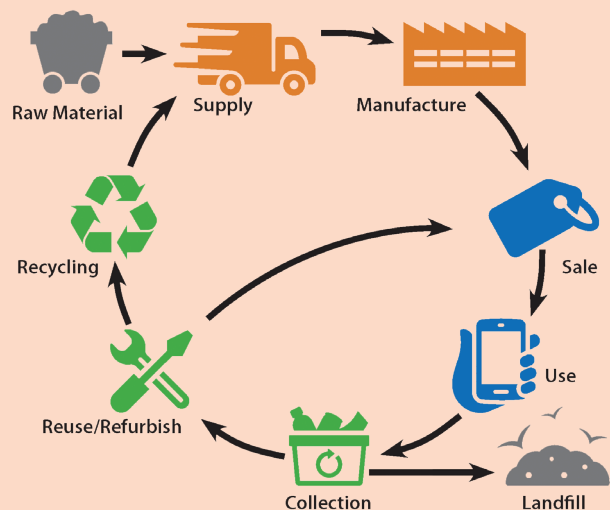 Raw Material
Supply
Manufacture
Recycling
Sale
Use
Reuse/Refurbish
Collection
Landfill